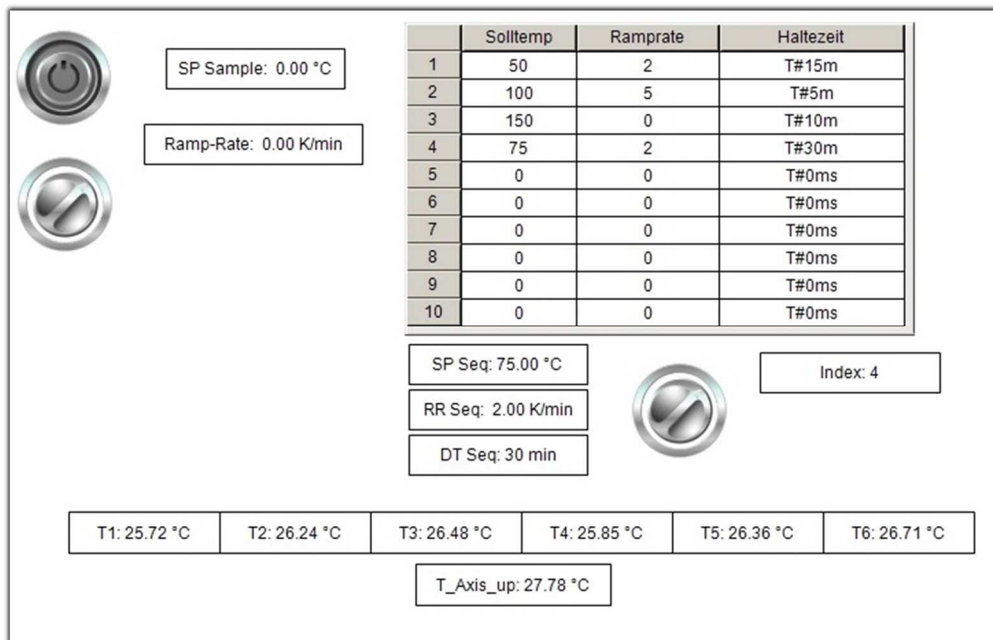 SP Sample: 0.00 °C
Ramp-Rate: 0.00 K/min
Solltemp Ramprate Haltezeit
1 50 2 T#15m
2 100 5 T#5m
3 150 0 T#10m
4 75 2 T#30m
5 0 0 T#0ms
6 0 0 T#0ms
7 0 0 T#0ms
8 0 0 T#0ms
9 0 0 T#0ms
10 0 0 T#0ms
SP Seq: 75.00 °C
RR Seq: 2.00 K/min
DT Seq: 30 min
Index: 4
T1: 25.72 °C T2: 26.24 °C T3: 26.48 °C T4: 25.85 °C T5: 26.36 °C T6: 26.71 °C
T_Axis_up: 27.78 °C